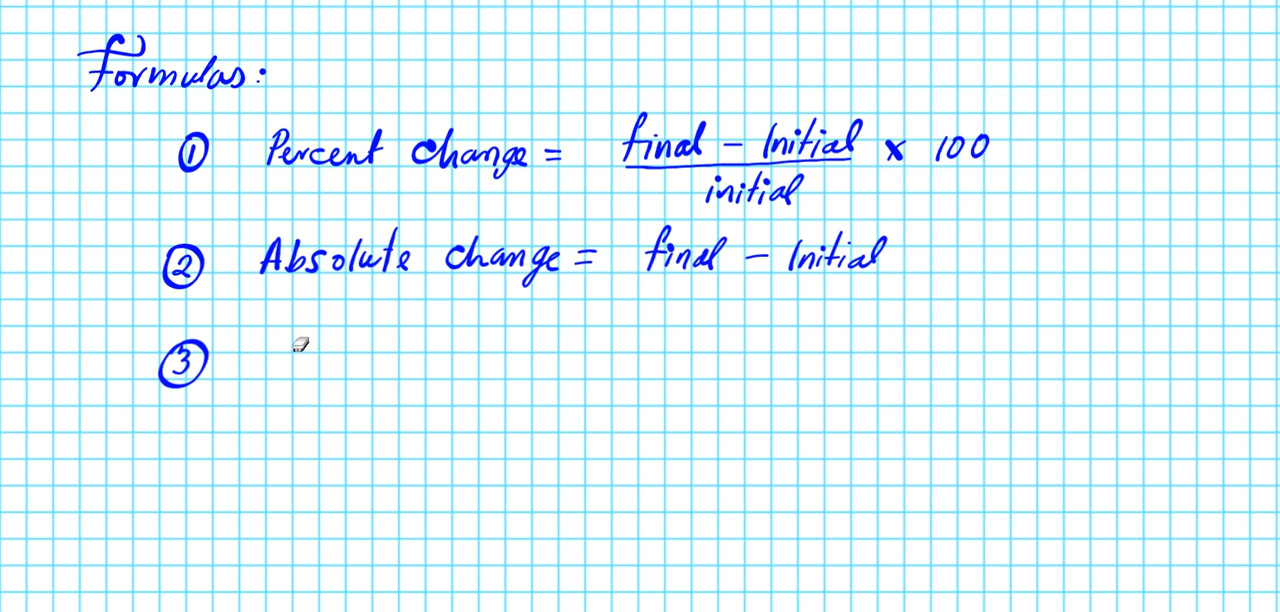 Formulas:
① Percent change = final - Initial / initial × 100
② Absolute change = final - Initial
③